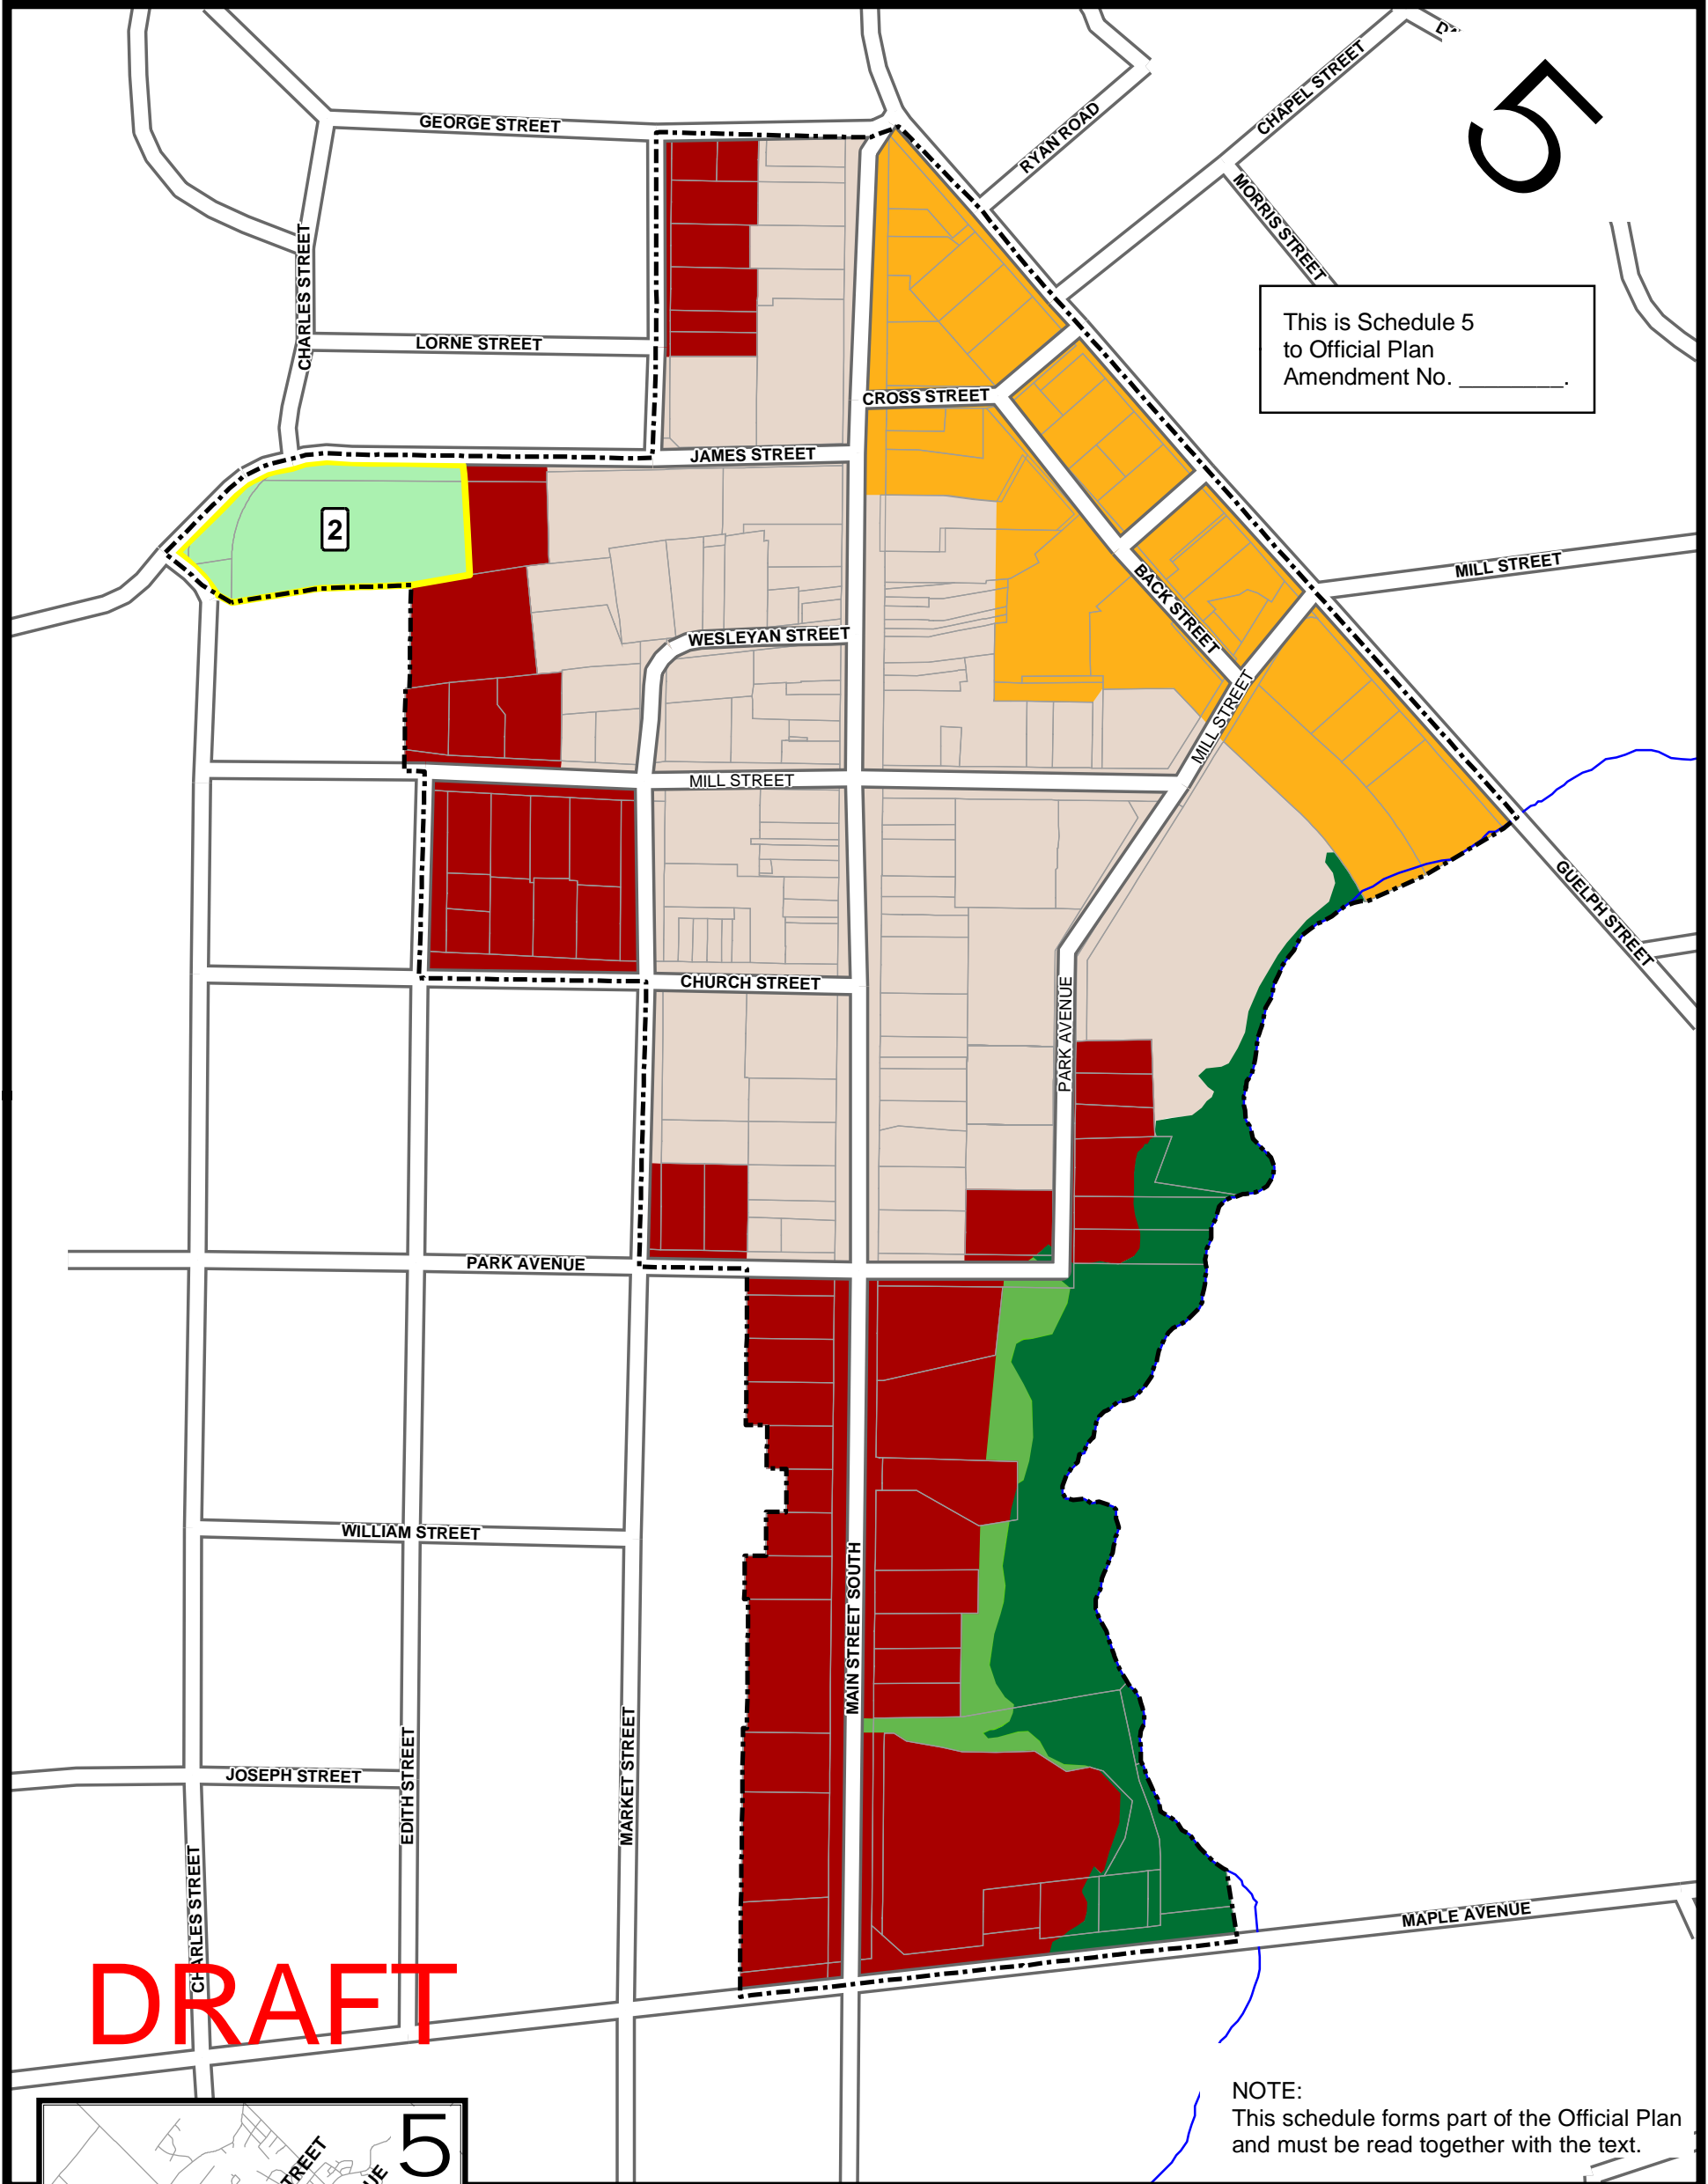 5
GEORGE STREET
RYAN ROAD
CHAPEL STREET
MORRIS STREET
CHARLES STREET
LORNE STREET
This is Schedule 5
to Official Plan
Amendment No. ________.
CROSS STREET
JAMES STREET
2
MILL STREET
BACK STREET
WESLEYAN STREET
MILL STREET
MILL STREET
GUELPH STREET
CHURCH STREET
PARK AVENUE
PARK AVENUE
WILLIAM STREET
MAIN STREET SOUTH
MARKET STREET
EDITH STREET
JOSEPH STREET
CHARLES STREET
MAPLE AVENUE
DRAFT
NOTE:
This schedule forms part of the Official Plan
and must be read together with the text.
5